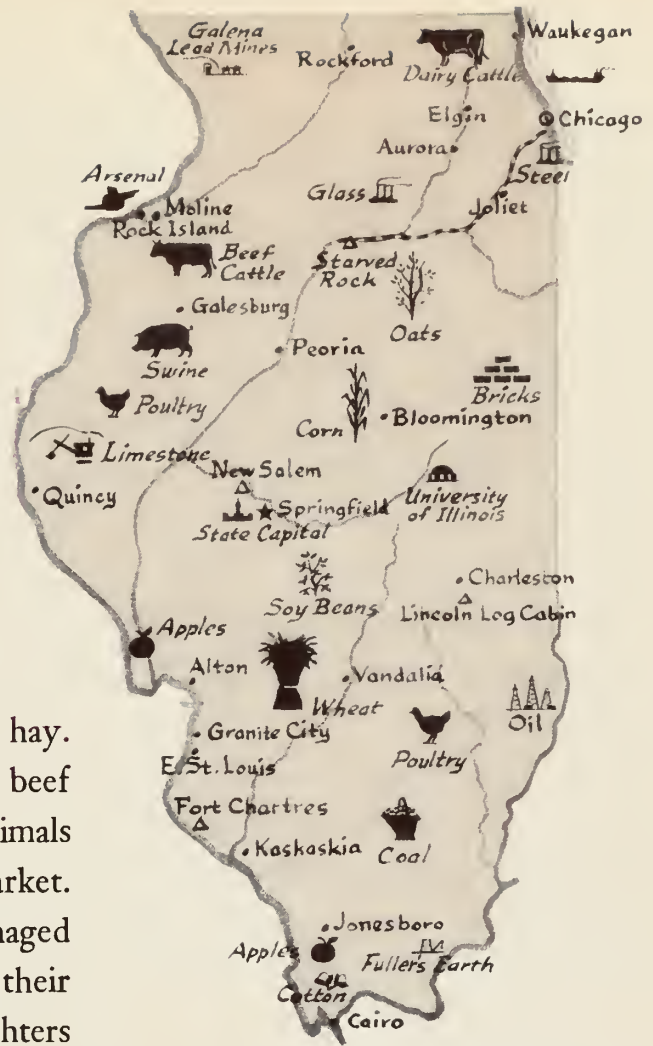 Galena
Lead Mines
Rockford
Waukegan
Dairy Cattle
Elgin
Chicago
Aurora
Steel
Arsenal
Glass
Joliet
Moline
Rock Island
Beef
Cattle
Starved
Rock
Galesburg
Oats
Swine
Peoria
Bricks
Poultry
Corn
Bloomington
Limestone
New Salem
Quincy
Springfield
University
of Illinois
State Capital
Soy Beans
Charleston
Lincoln Log Cabin
Apples
Alton
Vandalia
Wheat
Oil
Granite City
Poultry
E. St. Louis
Fort Chartres
Kaskaskia
Coal
Jonesboro
Apples
Fuller's Earth
Cotton
Cairo
hay.
beef
imals
arket.
naged
their
ghters